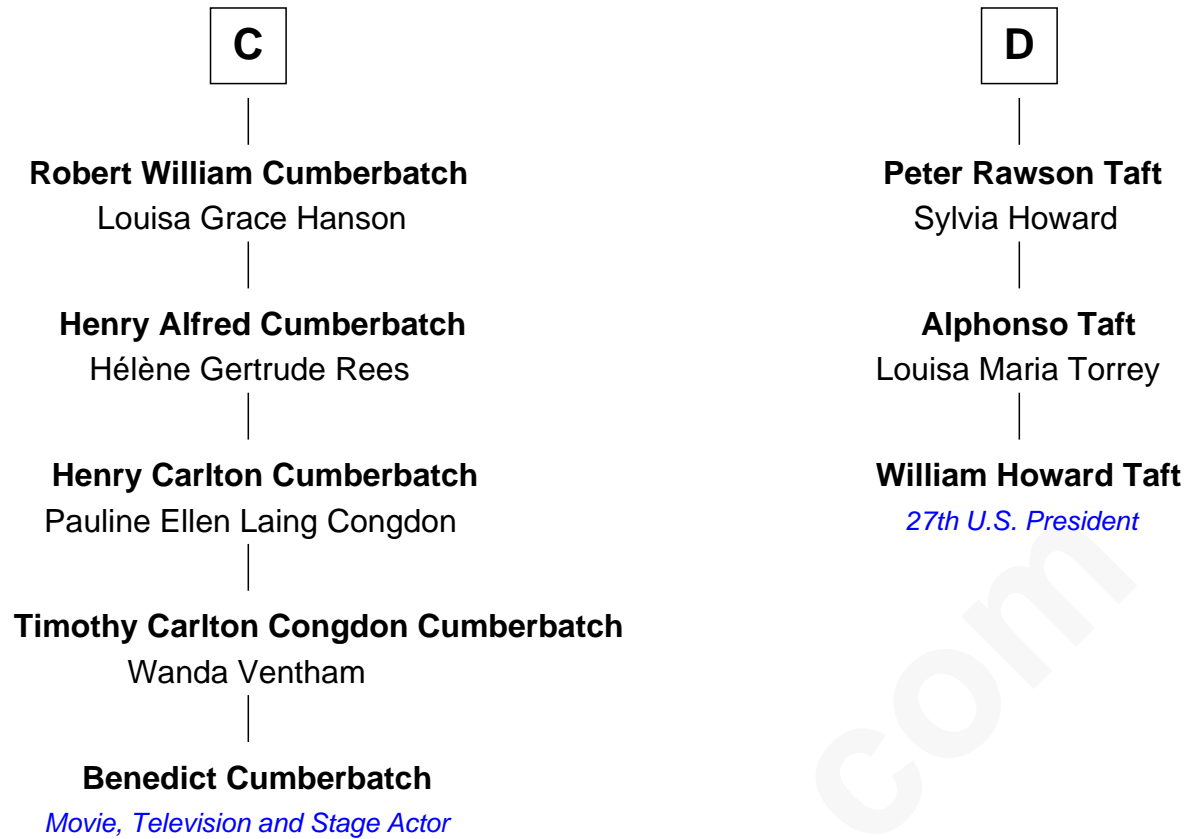 C
Robert William Cumberbatch
Louisa Grace Hanson
Henry Alfred Cumberbatch
Hélène Gertrude Rees
Henry Carlton Cumberbatch
Pauline Ellen Laing Congdon
Timothy Carlton Congdon Cumberbatch
Wanda Ventham
Benedict Cumberbatch
Movie, Television and Stage Actor
D
Peter Rawson Taft
Sylvia Howard
Alphonso Taft
Louisa Maria Torrey
William Howard Taft
27th U.S. President
com